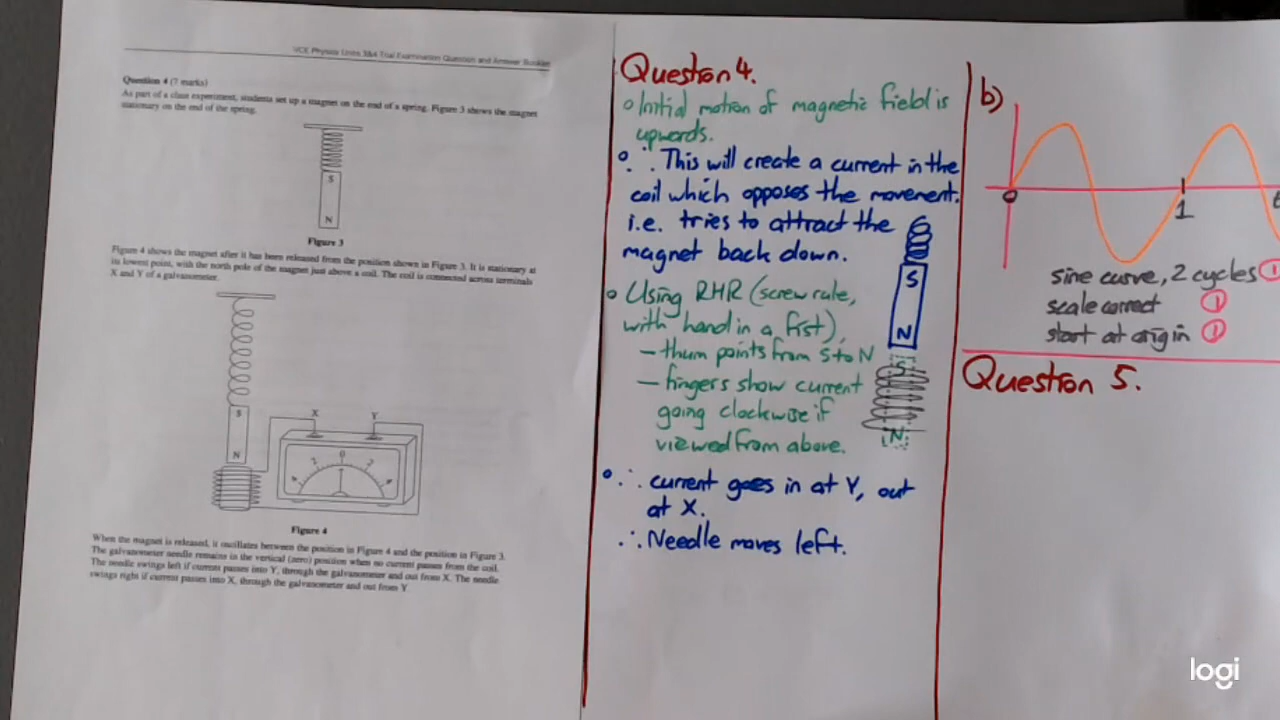 VCE Physics Units 3&4 Trial Examination Question and Answer Booklet
Question 4 (7 marks)
As part of a class experiment, students set up a magnet on the end of a spring. Figure 3 shows the magnet
stationary on the end of the spring.
S
N
Figure 3
Figure 4 shows the magnet after it has been released from the position shown in Figure 3. It is stationary at
its lowest point, with the north pole of the magnet just above a coil. The coil is connected across terminals
X and Y of a galvanometer.
S
N
X Y
2 0 2
Figure 4
When the magnet is released, it oscillates between the position in Figure 4 and the position in Figure 3.
The galvanometer needle remains in the vertical (zero) position when no current passes from the coil.
The needle swings left if current passes into Y, through the galvanometer and out from X. The needle
swings right if current passes into X, through the galvanometer and out from Y
Question 4.
Initial motion of magnetic field is
upwards.
∴ This will create a current in the
coil which opposes the movement.
i.e. tries to attract the
magnet back down.
Using RHR (screw rule,
with hand in a fist),
– thum points from S to N
– fingers show current
going clockwise if
viewed from above.
∴ current goes in at Y, out
at X.
∴ Needle moves left.
S
N
S
N
b)
0
1
sine curve, 2 cycles 1
scale correct 1
start at origin 1
Question 5.
logi